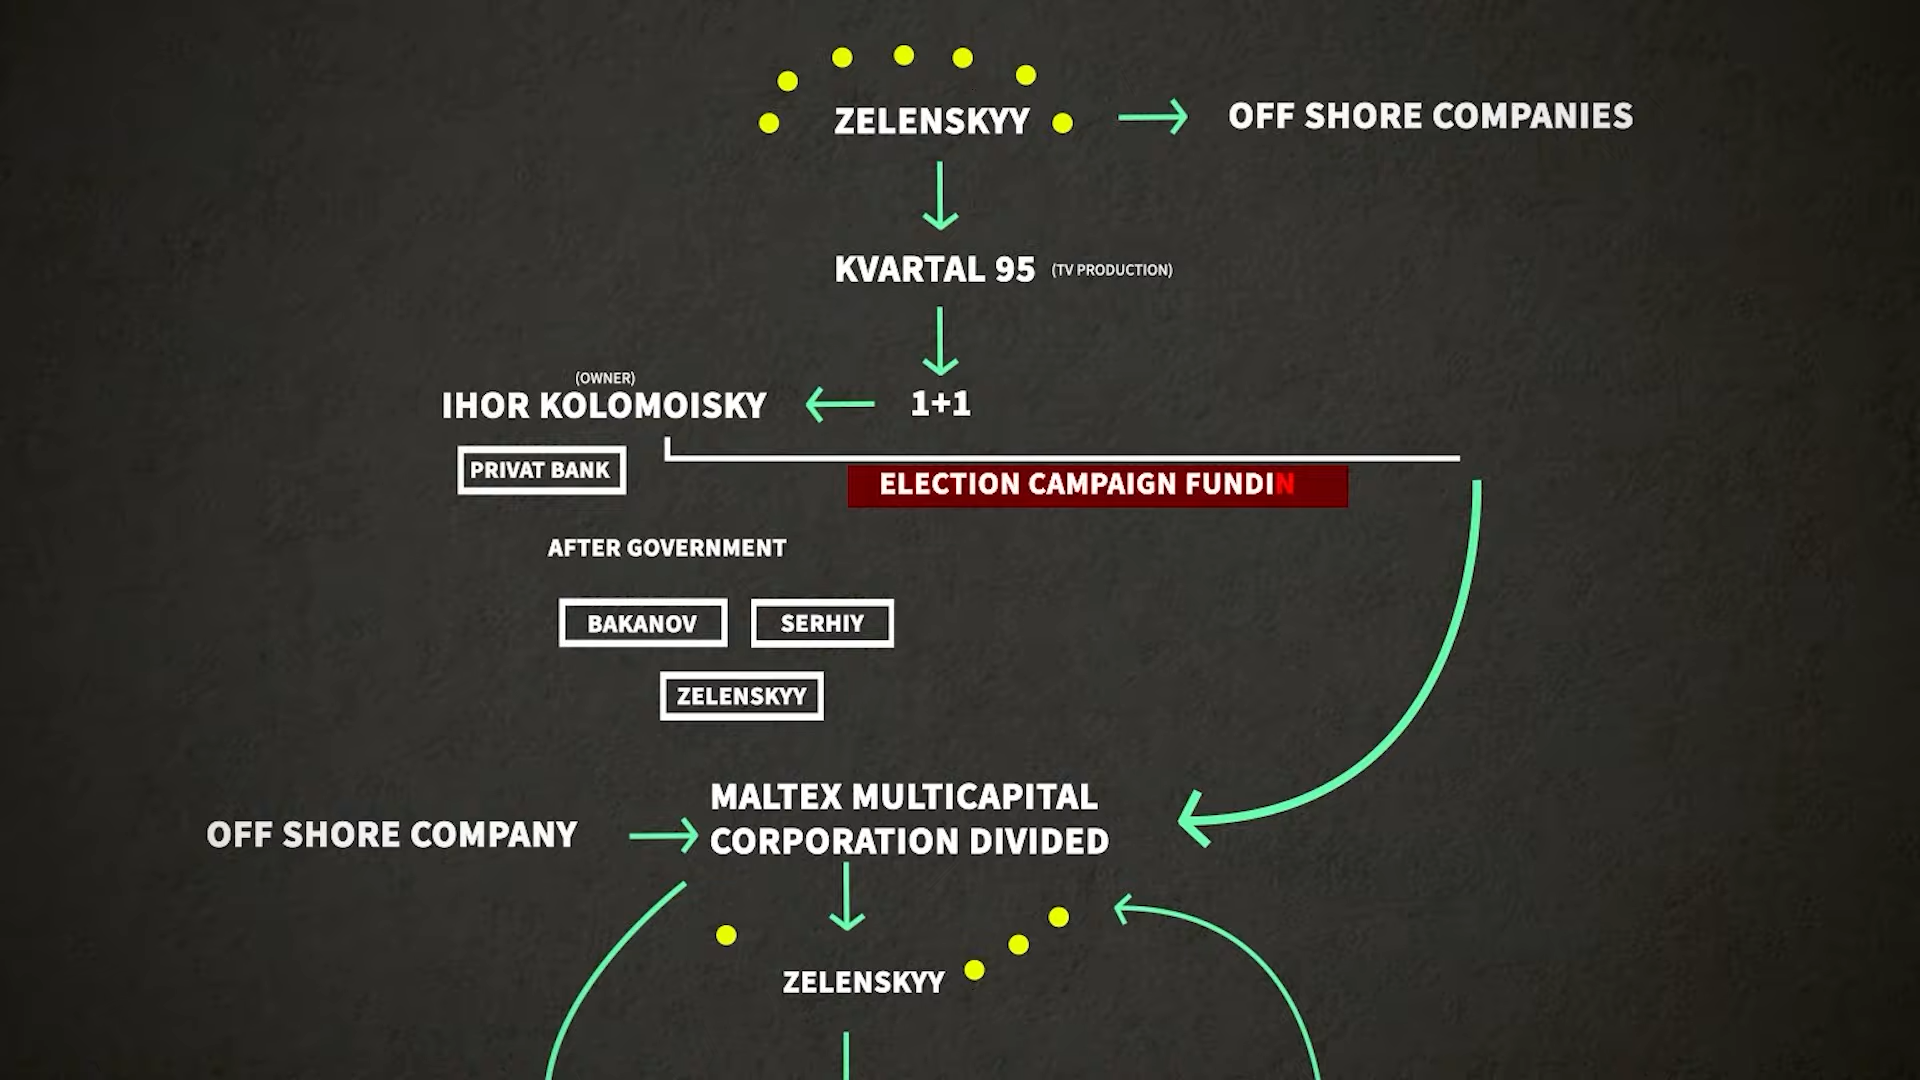 ZELENSKYY
OFF SHORE COMPANIES
KVARTAL 95 (TV PRODUCTION)
(OWNER)
IHOR KOLOMOISKY
1+1
PRIVAT BANK
ELECTION CAMPAIGN FUNDIN
AFTER GOVERNMENT
BAKANOV
SERHIY
ZELENSKYY
MALTEX MULTICAPITAL
CORPORATION DIVIDED
OFF SHORE COMPANY
ZELENSKYY